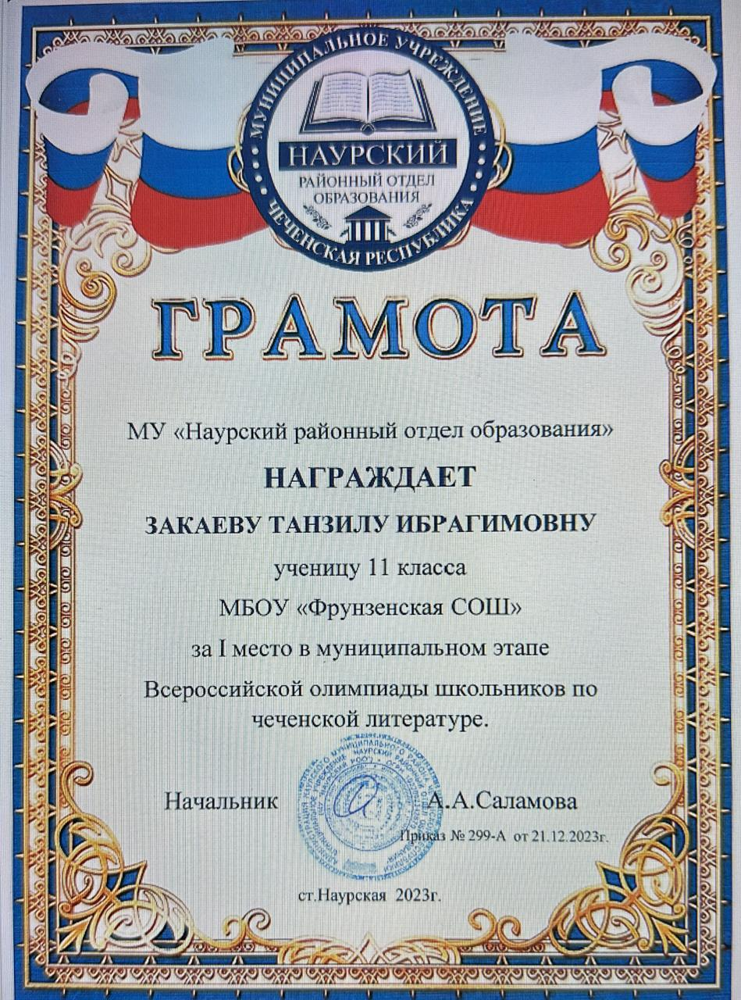 МУНИЦИПАЛЬНОЕ УЧРЕЖДЕНИЕ
НАУРСКИЙ
РАЙОННЫЙ ОТДЕЛ
ОБРАЗОВАНИЯ
ЧЕЧЕНСКАЯ РЕСПУБЛИКА
ГРАМОТА
МУ «Наурский районный отдел образования»
НАГРАЖДАЕТ
ЗАКАЕВУ ТАНЗИЛУ ИБРАГИМОВНУ
ученицу 11 класса
МБОУ «Фрунзенская СОШ»
за I место в муниципальном этапе
Всероссийской олимпиады школьников по
чеченской литературе.
Начальник А.А.Саламова
Приказ № 299-А от 21.12.2023г.
ст.Наурская 2023г.